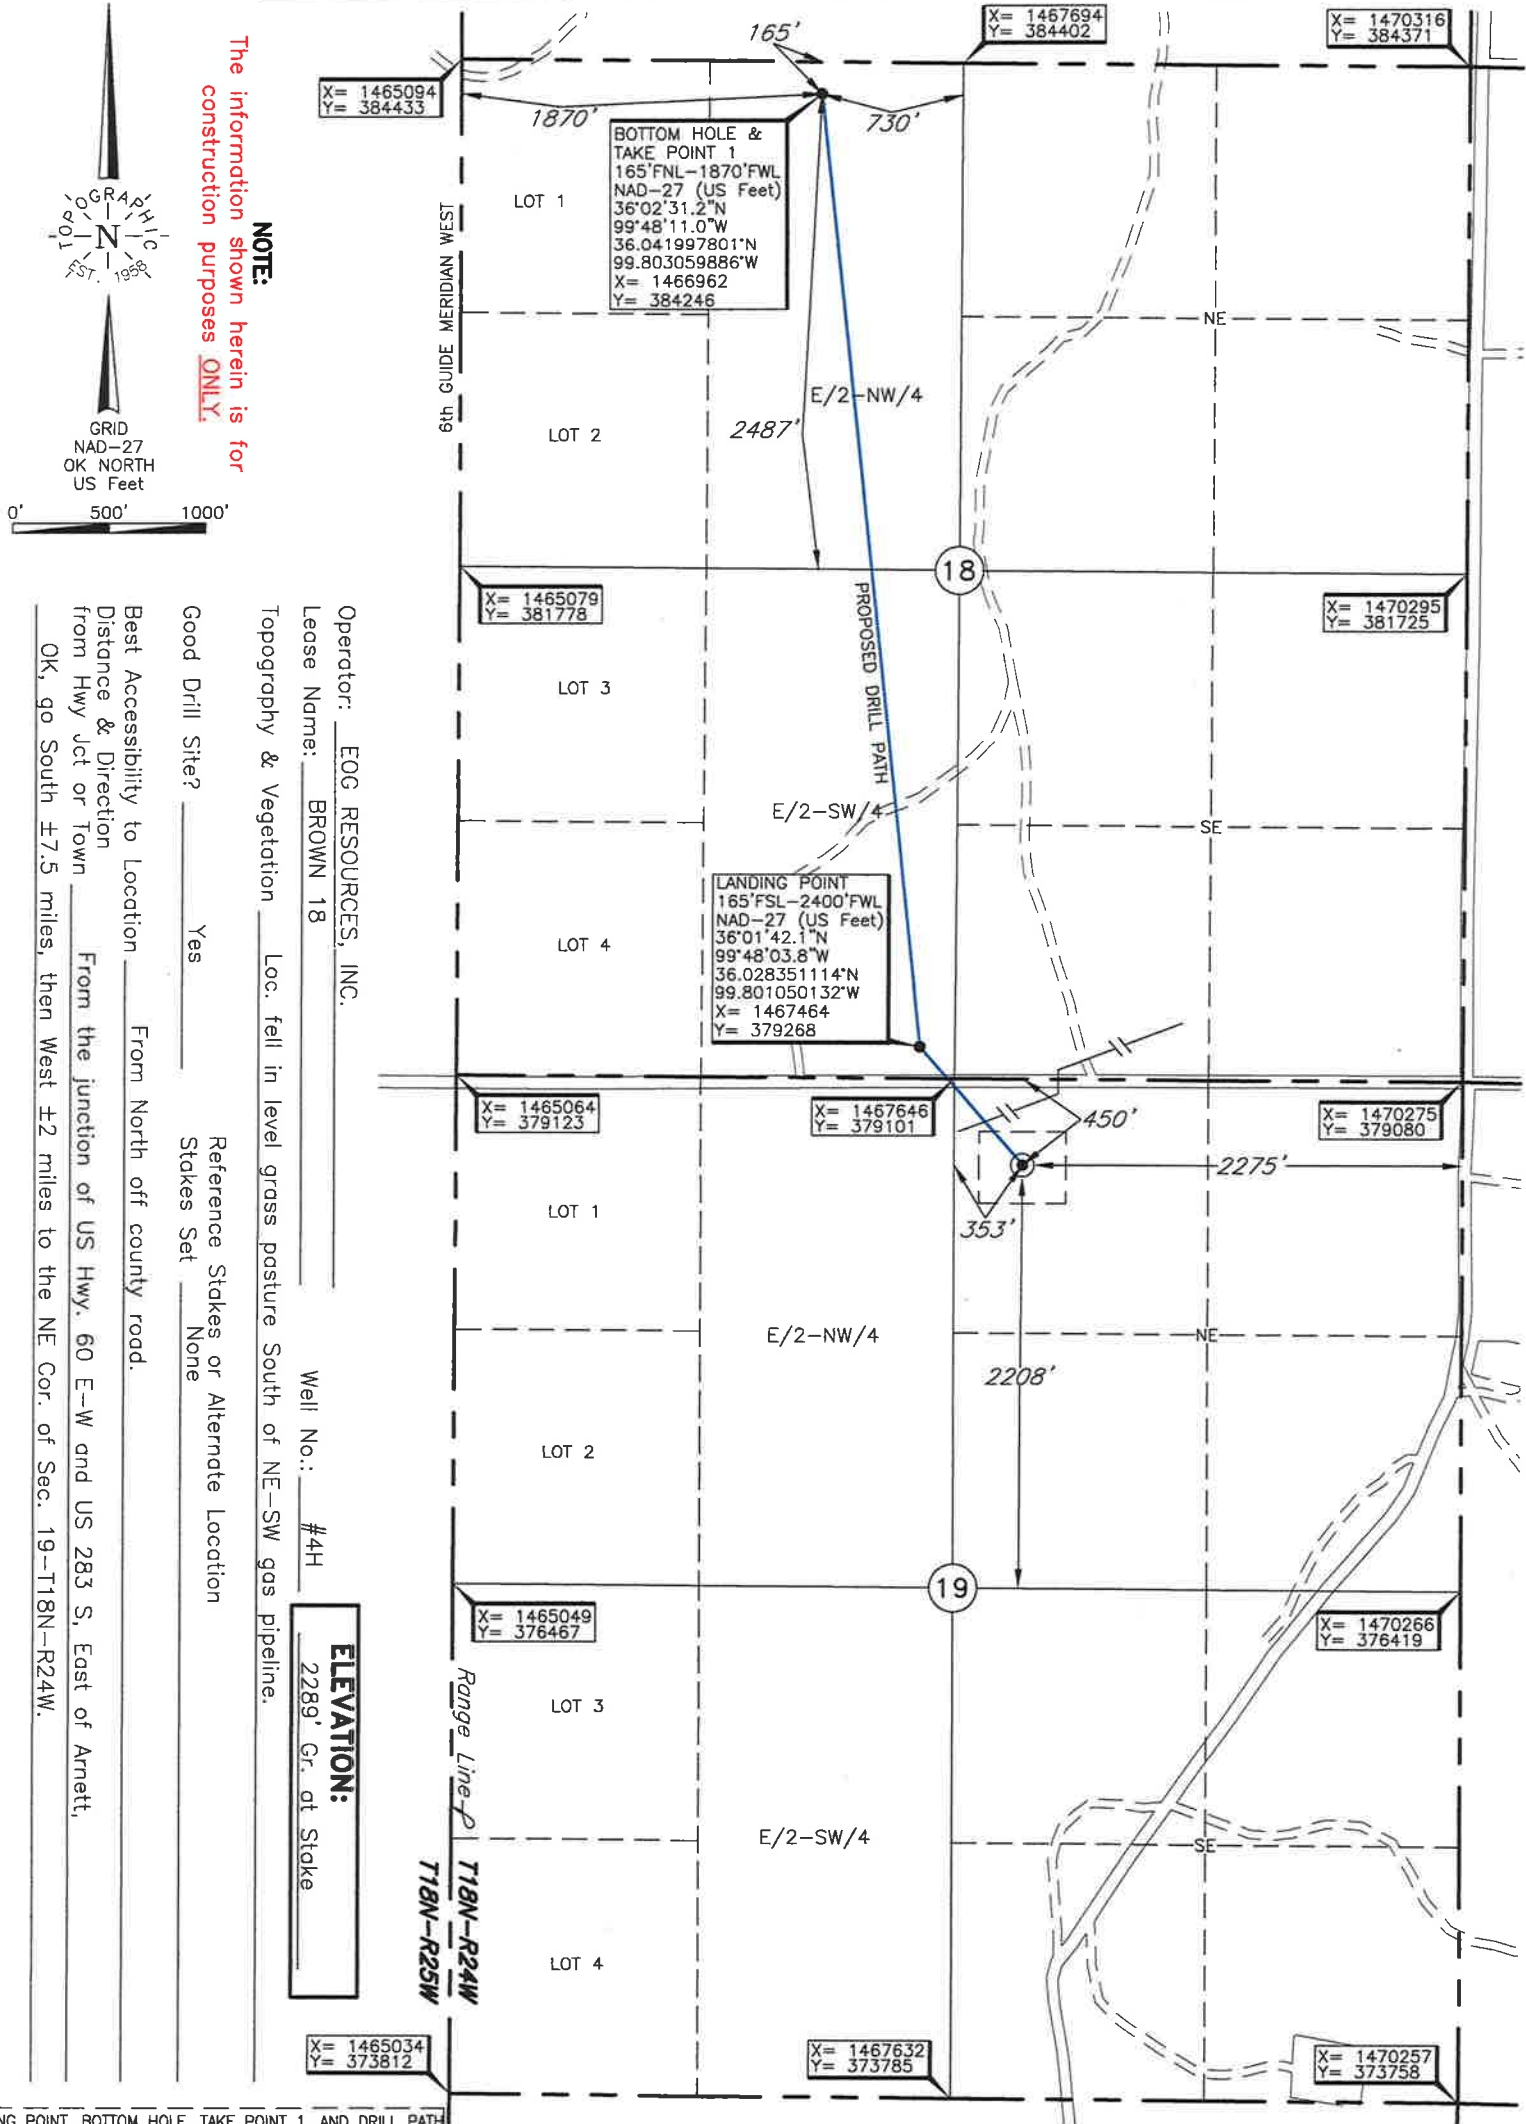 165'
X= 1467694
Y= 384402
X= 1470316
Y= 384371
X= 1465094
Y= 384433
1870'
730'
BOTTOM HOLE &
TAKE POINT 1
165'FNL-1870'FWL
NAD-27 (US Feet)
36°02'31.2"N
99°48'11.0"W
36.041997801°N
99.803059886°W
X= 1466962
Y= 384246
LOT 1
6th GUIDE MERIDIAN WEST
NE
E/2-NW/4
2487'
LOT 2
18
X= 1465079
Y= 381778
X= 1470295
Y= 381725
PROPOSED DRILL PATH
LOT 3
E/2-SW/4
SE
LANDING POINT
165'FSL-2400'FWL
NAD-27 (US Feet)
36°01'42.1"N
99°48'03.8"W
36.028351114°N
99.801050132°W
X= 1467464
Y= 379268
LOT 4
X= 1465064
Y= 379123
X= 1467646
Y= 379101
X= 1470275
Y= 379080
450'
2275'
353'
LOT 1
E/2-NW/4
NE
2208'
LOT 2
19
X= 1465049
Y= 376467
X= 1470266
Y= 376419
Range Line
LOT 3
E/2-SW/4
SE
LOT 4
T18N-R24W
T18N-R25W
X= 1465034
Y= 373812
X= 1467632
Y= 373785
X= 1470257
Y= 373758
TOPOGRAPHIC
N
EST. 1958
GRID
NAD-27
OK NORTH
US Feet
0' 500' 1000'
NOTE:
The information shown herein is for
construction purposes ONLY.
Operator: EOG RESOURCES, INC.
Lease Name: BROWN 18 Well No.: #4H
ELEVATION:
2289' Gr. at Stake
Topography & Vegetation Loc. fell in level grass pasture South of NE-SW gas pipeline.
Good Drill Site? Yes
Reference Stakes or Alternate Location
Stakes Set None
Best Accessibility to Location From North off county road.
Distance & Direction
from Hwy Jct or Town From the junction of US Hwy. 60 E-W and US 283 S, East of Arnett,
OK, go South ±7.5 miles, then West ±2 miles to the NE Cor. of Sec. 19-T18N-R24W.
POINT, BOTTOM HOLE, TAKE POINT 1, AND DRILL PATH